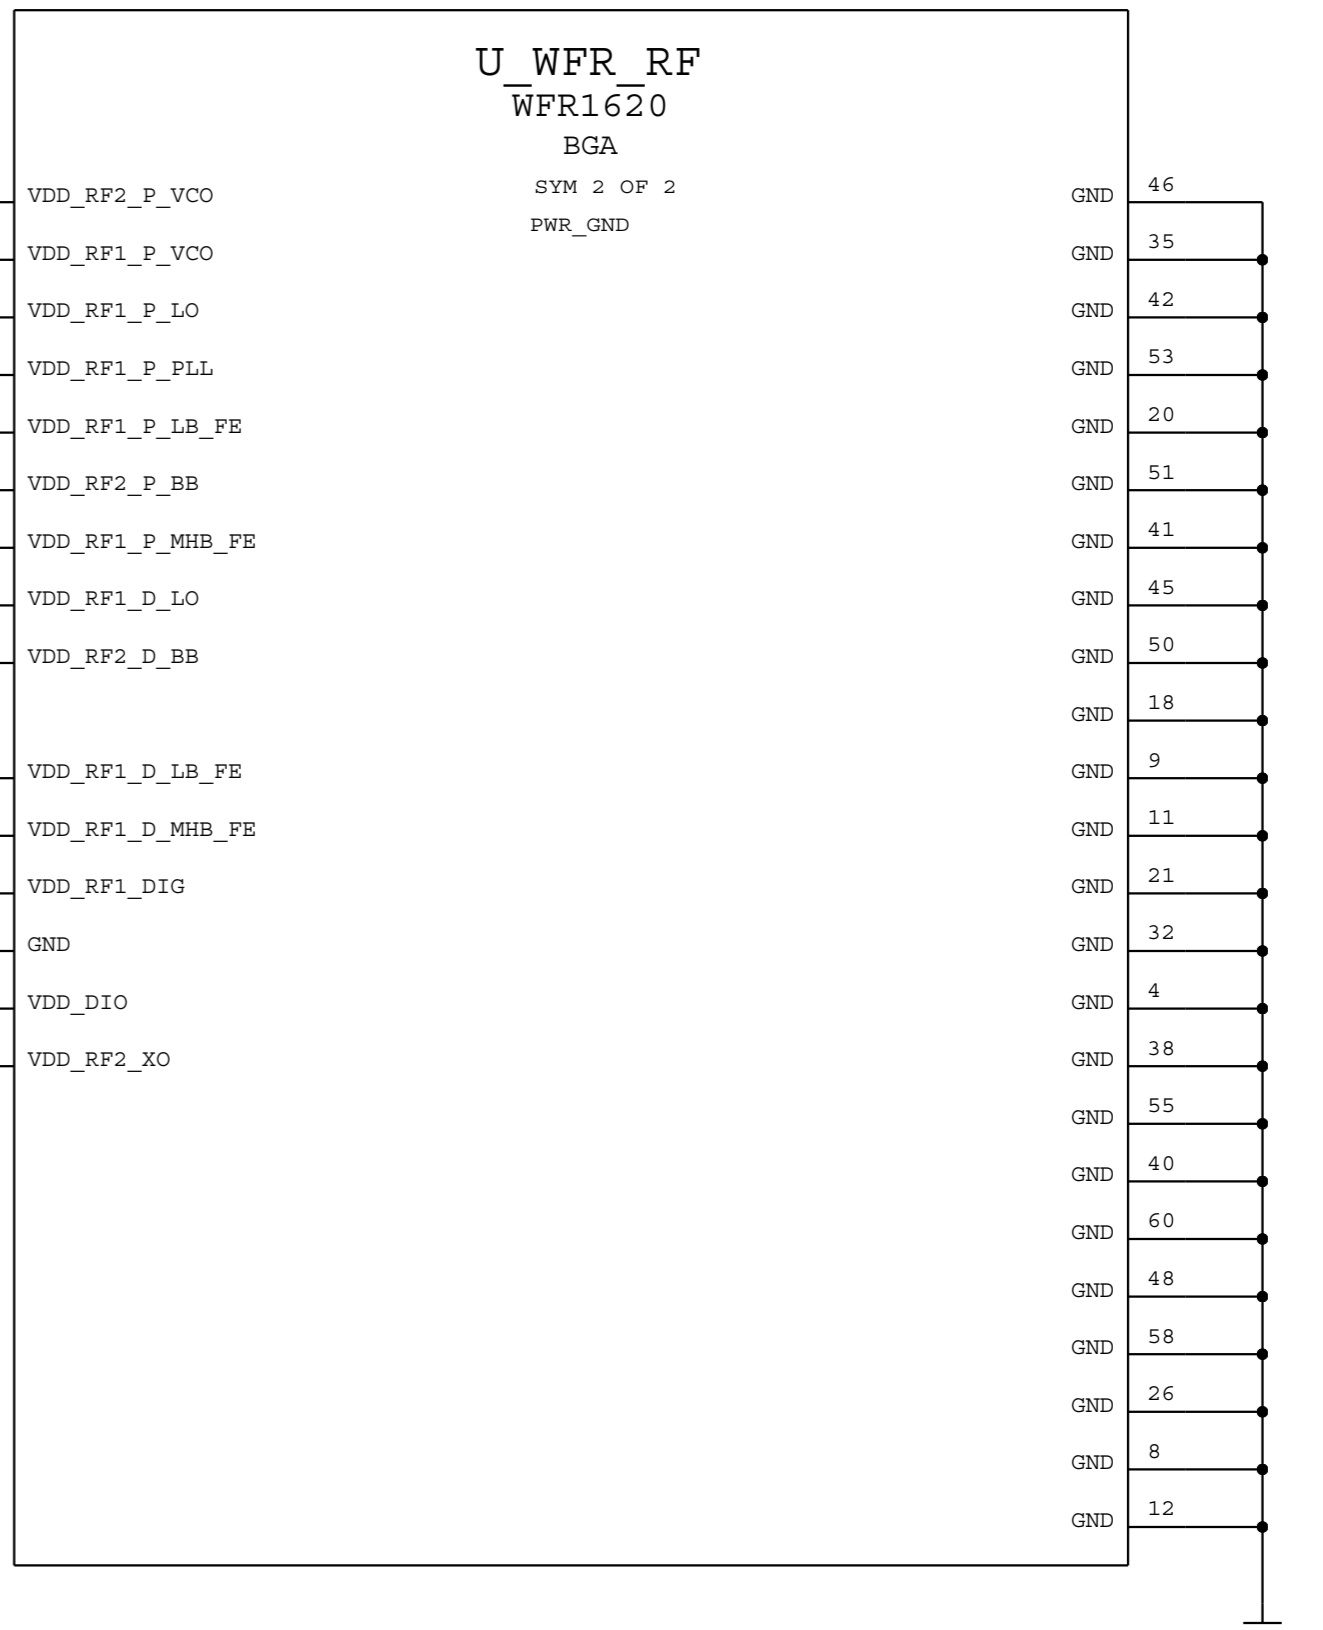 U_WFR_RF
WFR1620
BGA
SYM 2 OF 2
PWR_GND
VDD_RF2_P_VCO GND 46
VDD_RF1_P_VCO GND 35
VDD_RF1_P_LO GND 42
VDD_RF1_P_PLL GND 53
VDD_RF1_P_LB_FE GND 20
VDD_RF2_P_BB GND 51
VDD_RF1_P_MHB_FE GND 41
VDD_RF1_D_LO GND 45
VDD_RF2_D_BB GND 50
GND 18
VDD_RF1_D_LB_FE GND 9
VDD_RF1_D_MHB_FE GND 11
VDD_RF1_DIG GND 21
GND GND 32
VDD_DIO GND 4
VDD_RF2_XO GND 38
GND 55
GND 40
GND 60
GND 48
GND 58
GND 26
GND 8
GND 12